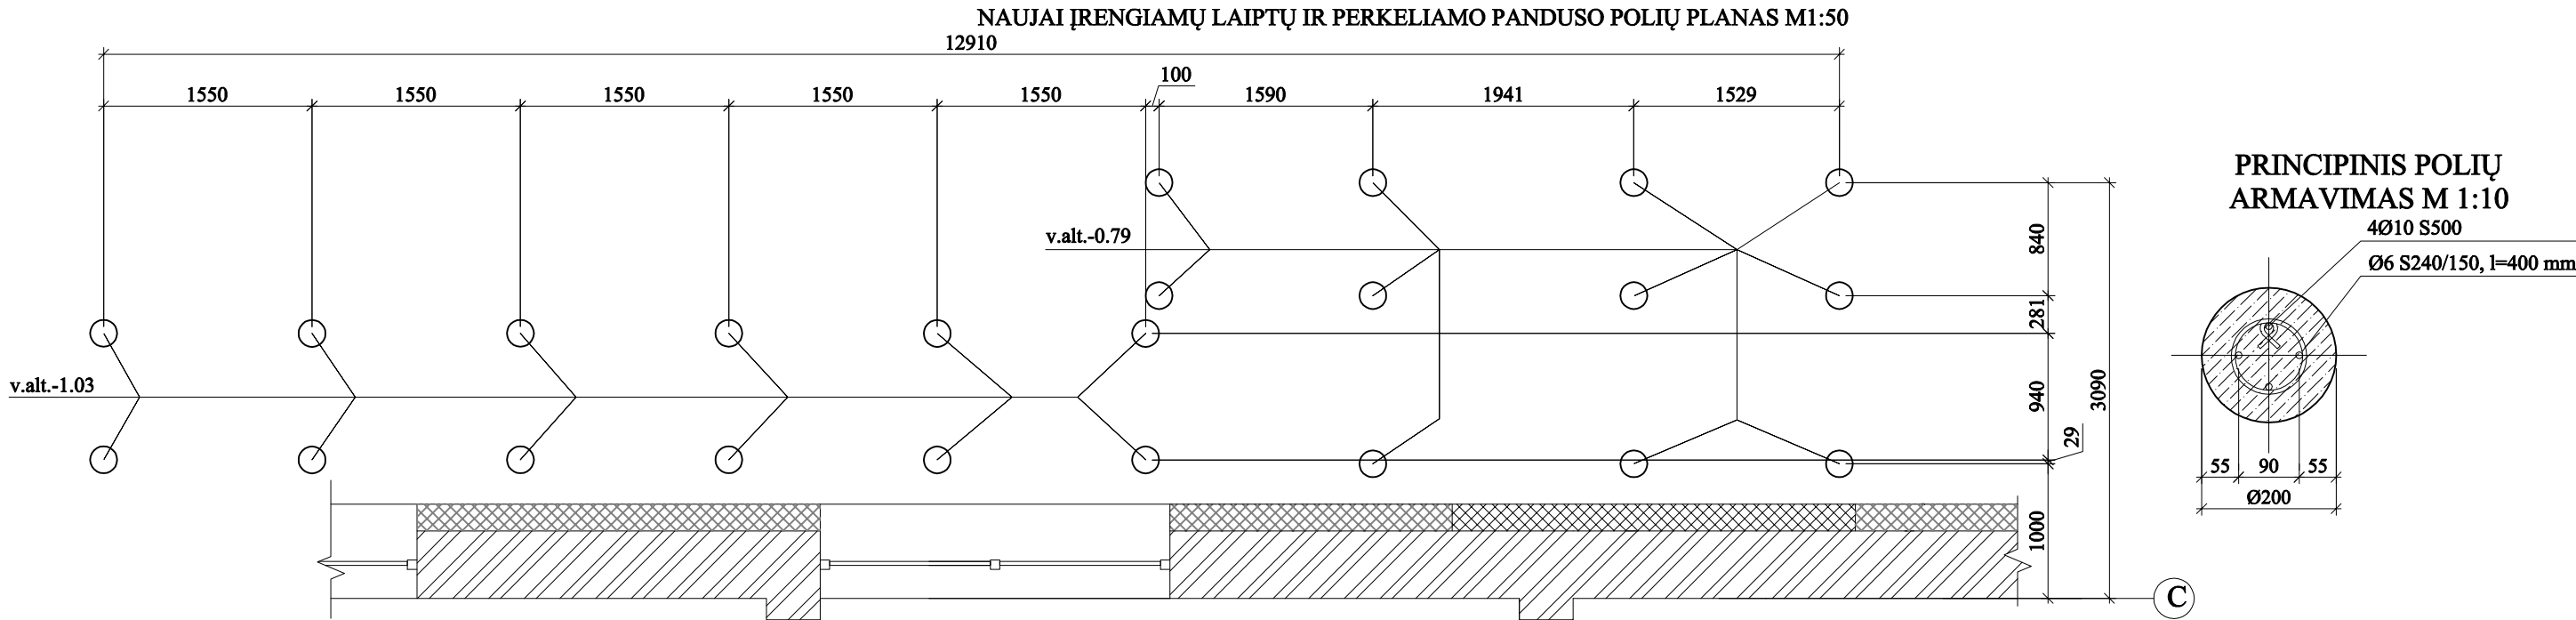 NAUJAI ĮRENGIAMŲ LAIPTŲ IR PERKELIAMO PANDUSO POLIŲ PLANAS M1:50
12910
1550
1550
1550
1550
1550
100
1590
1941
1529
v.alt.-0.79
v.alt.-1.03
840
281
940
29
1000
3090
C
PRINCIPINIS POLIŲ
ARMAVIMAS M 1:10
4Ø10 S500
Ø6 S240/150, l=400 mm
55
90
55
Ø200